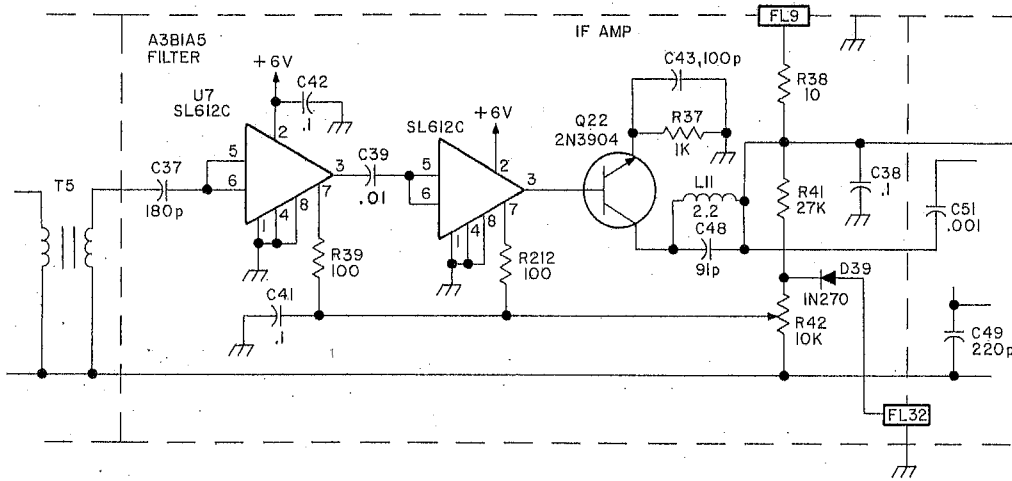 FL9
A3B1A5
FILTER
IF AMP
C43,100p
R38
10
+6V
C42
.1
U7
SL612C
+6V
R37
1K
Q22
2N3904
SL612C
2
5
6
3
7
1
4
8
C39
.01
2
5
6
3
7
1
4
8
T5
C37
180p
L11
2.2
C48
91p
R41
27K
C38
.1
C51
.001
R39
100
R212
100
D39
1N270
C41
.1
R42
10K
C49
220p
FL32